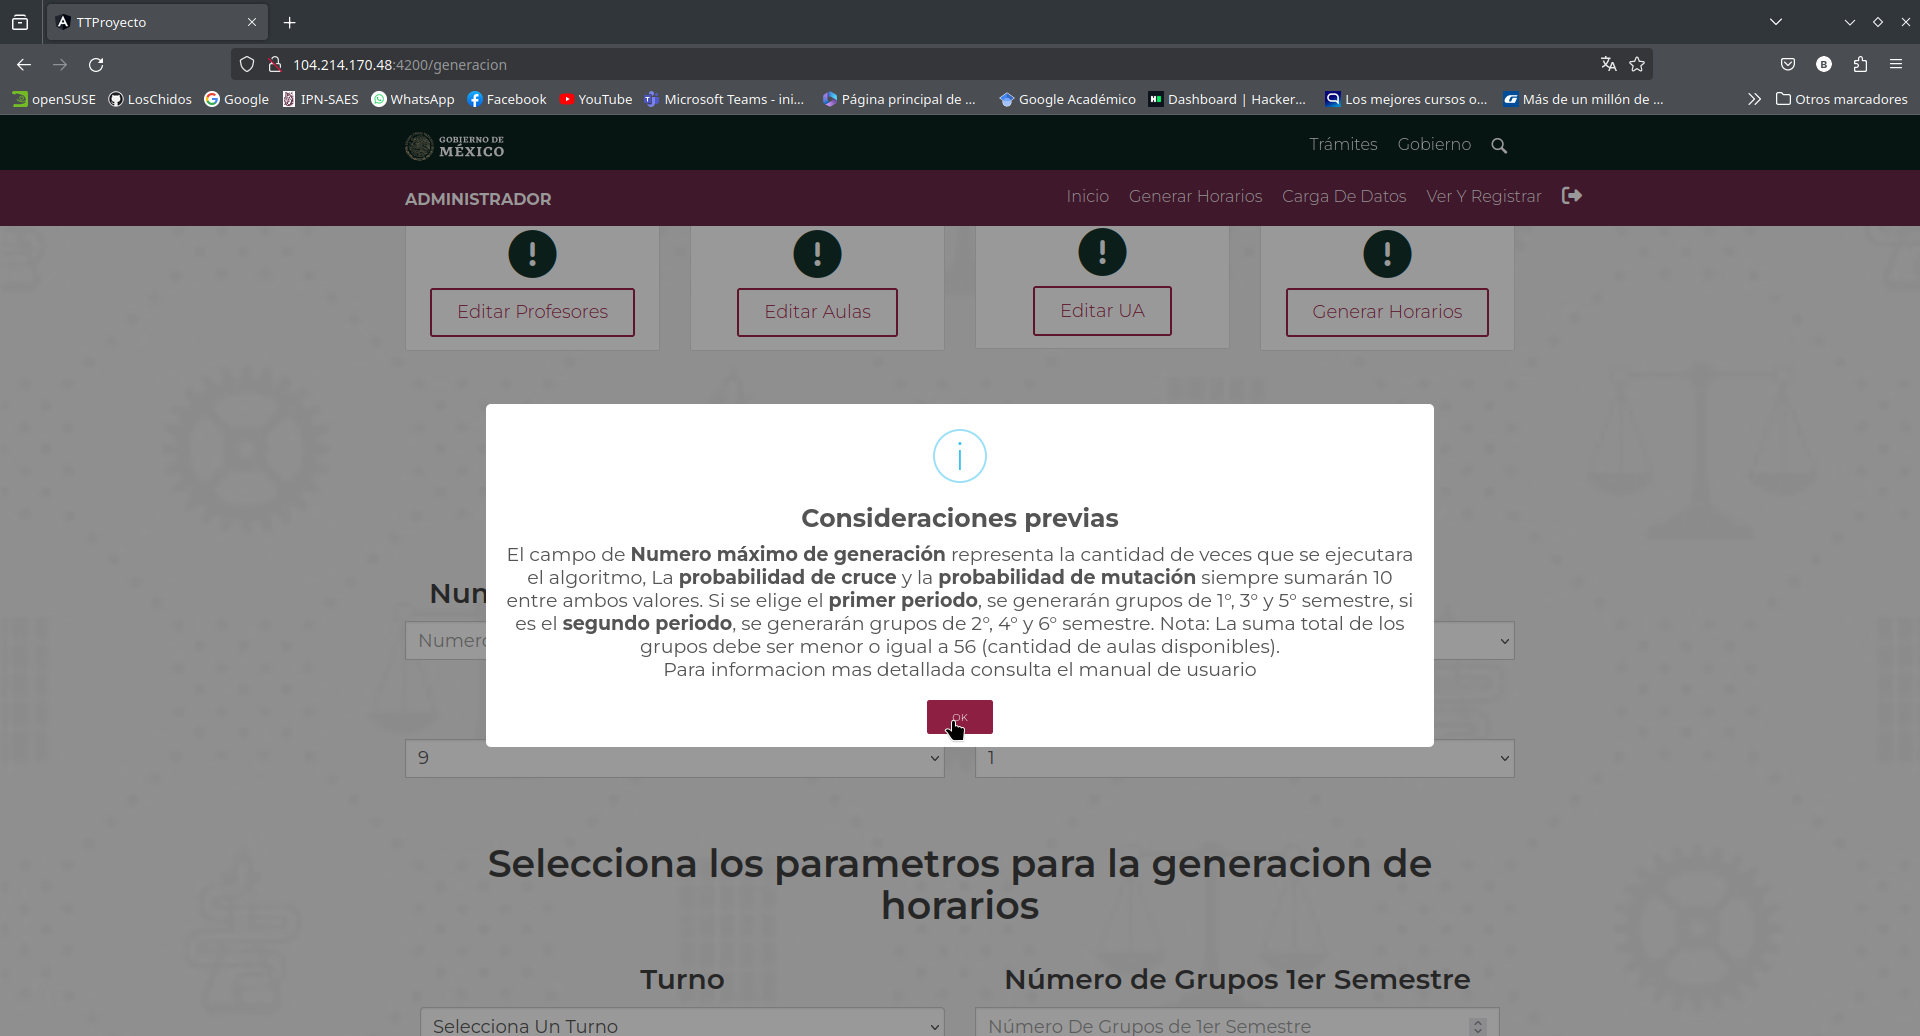 TTProyecto
104.214.170.48:4200/generacion
openSUSE LosChidos Google IPN-SAES WhatsApp Facebook YouTube Microsoft Teams - ini... Página principal de ... Google Académico Dashboard | Hacker... Los mejores cursos o... Más de un millón de ... Otros marcadores
GOBIERNO DE
MÉXICO
Trámites Gobierno
ADMINISTRADOR
Inicio Generar Horarios Carga De Datos Ver Y Registrar
Editar Profesores Editar Aulas Editar UA Generar Horarios
Consideraciones previas
El campo de Numero máximo de generación representa la cantidad de veces que se ejecutara
el algoritmo, La probabilidad de cruce y la probabilidad de mutación siempre sumarán 10
entre ambos valores. Si se elige el primer periodo, se generarán grupos de 1°, 3° y 5° semestre, si
es el segundo periodo, se generarán grupos de 2°, 4° y 6° semestre. Nota: La suma total de los
grupos debe ser menor o igual a 56 (cantidad de aulas disponibles).
Para informacion mas detallada consulta el manual de usuario
OK
Num
Numero
9 1
Selecciona los parametros para la generacion de
horarios
Turno Número de Grupos 1er Semestre
Selecciona Un Turno Número De Grupos de 1er Semestre